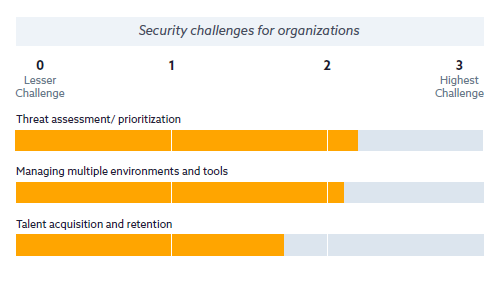 Security challenges for organizations
0 1 2 3
Lesser Highest
Challenge Challenge
Threat assessment/ prioritization
Managing multiple environments and tools
Talent acquisition and retention